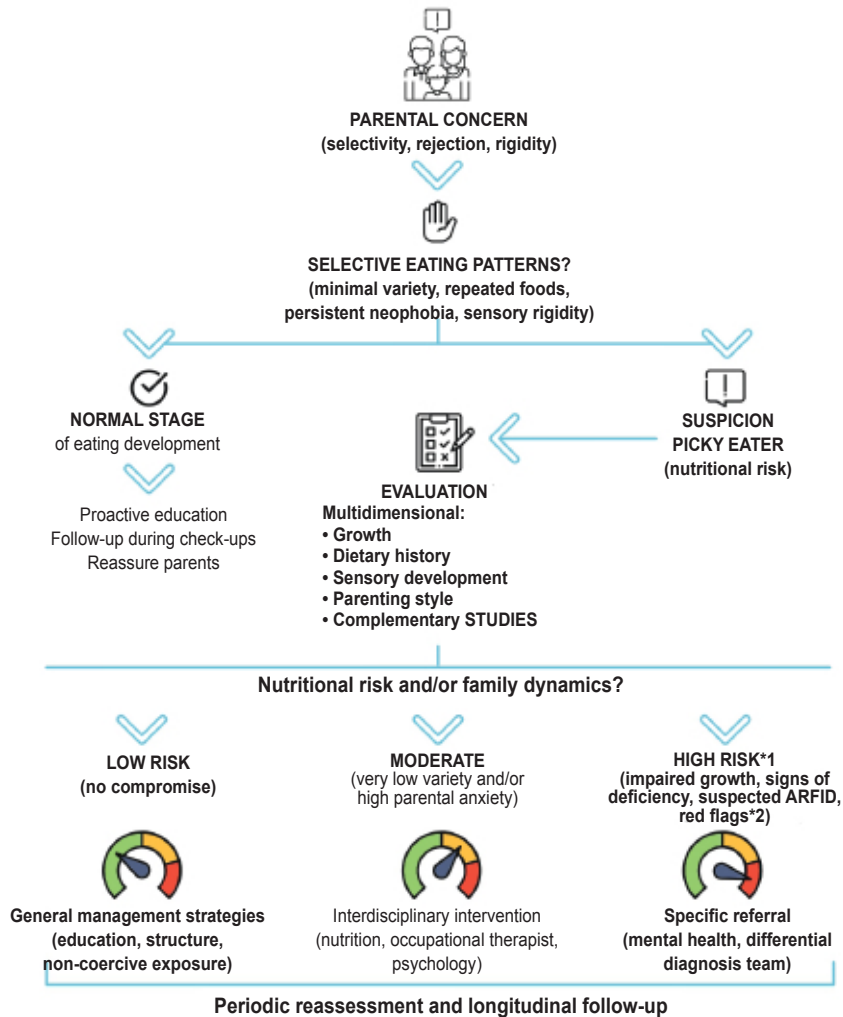 PARENTAL CONCERN
(selectivity, rejection, rigidity)
SELECTIVE EATING PATTERNS?
(minimal variety, repeated foods,
persistent neophobia, sensory rigidity)
NORMAL STAGE
of eating development
Proactive education
Follow-up during check-ups
Reassure parents
SUSPICION
PICKY EATER
(nutritional risk)
EVALUATION
Multidimensional:
• Growth
• Dietary history
• Sensory development
• Parenting style
• Complementary STUDIES
Nutritional risk and/or family dynamics?
LOW RISK
(no compromise)
General management strategies
(education, structure,
non-coercive exposure)
MODERATE
(very low variety and/or
high parental anxiety)
Interdisciplinary intervention
(nutrition, occupational therapist,
psychology)
HIGH RISK*1
(impaired growth, signs of
deficiency, suspected ARFID,
red flags*2)
Specific referral
(mental health, differential
diagnosis team)
Periodic reassessment and longitudinal follow-up